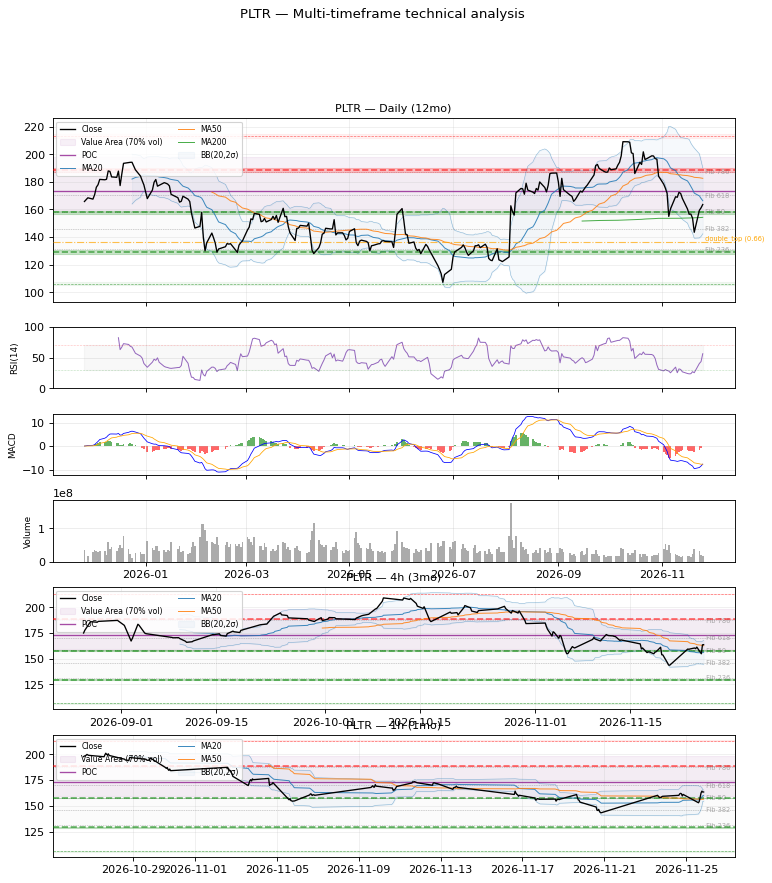 PLTR — Multi-timeframe technical analysis
PLTR — Daily (12mo)
Close
Value Area (70% vol)
POC
MA20
MA50
MA200
BB(20,2σ)
220
200
180
160
140
120
100
Fib 618
Fib 382
double_top (0.66)
Fib 236
100
50
0
RSI(14)
10
0
−10
MACD
1e8
1
0
Volume
2026-01
2026-03
2026-05
2026-07
2026-09
2026-11
PLTR — 4h (3mo)
Close
Value Area (70% vol)
POC
MA20
MA50
BB(20,2σ)
200
175
150
125
Fib 618
Fib 382
Fib 236
2026-09-01
2026-09-15
2026-10-01
2026-10-15
2026-11-01
2026-11-15
PLTR — 1h (1mo)
Close
Value Area (70% vol)
POC
MA20
MA50
BB(20,2σ)
200
175
150
125
Fib 618
Fib 382
Fib 236
2026-10-29
2026-11-01
2026-11-05
2026-11-09
2026-11-13
2026-11-17
2026-11-21
2026-11-25